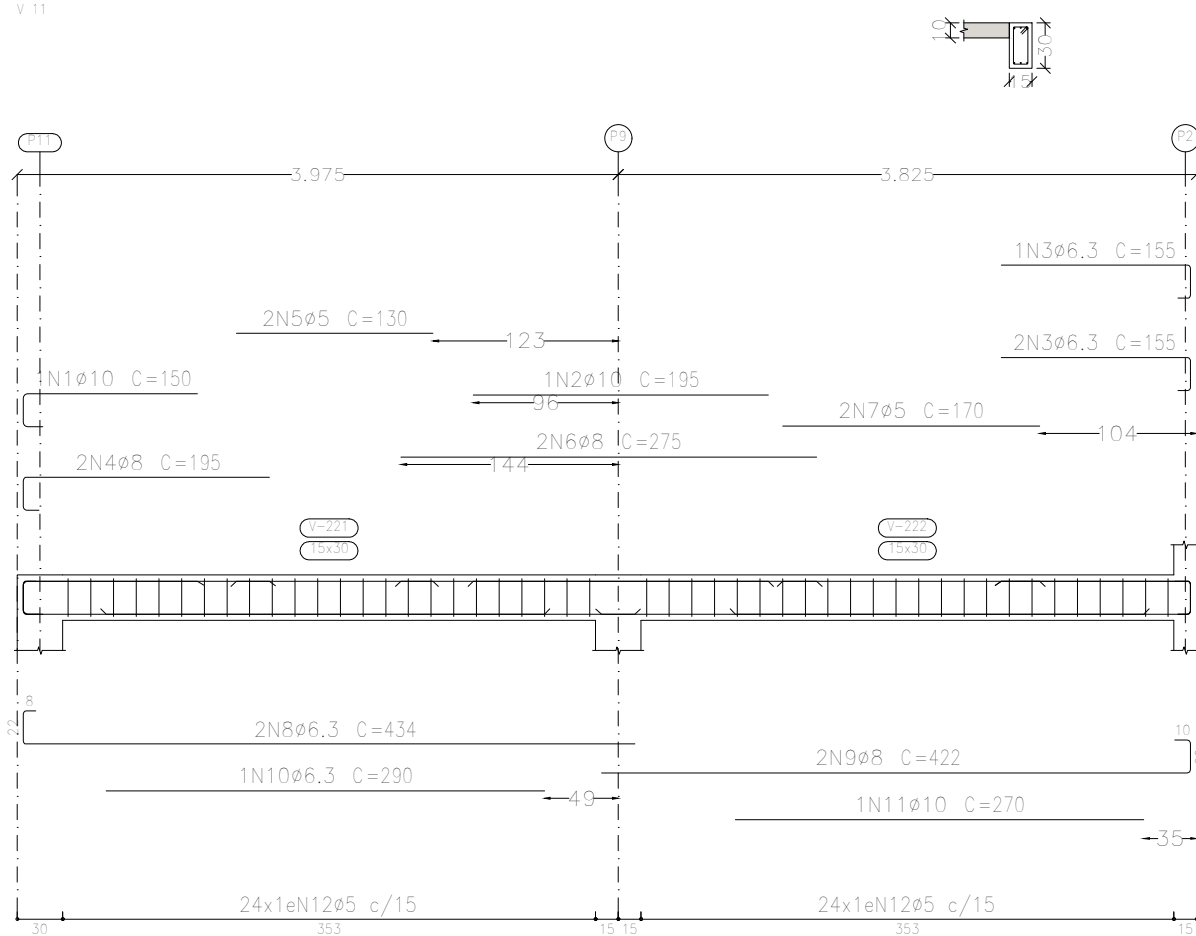 V 11
10
30
15
P11
P9
P2
3.975
3.825
1N3ø6.3 C=155
2N5ø5 C=130
123
2N3ø6.3 C=155
1N1ø10 C=150
1N2ø10 C=195
96
2N7ø5 C=170
104
2N6ø8 C=275
144
2N4ø8 C=195
V-221
15x30
V-222
15x30
8
22
2N8ø6.3 C=434
10
2N9ø8 C=422
1N10ø6.3 C=290
49
1N11ø10 C=270
35
24x1eN12ø5 c/15
24x1eN12ø5 c/15
30
353
15
15
353
15